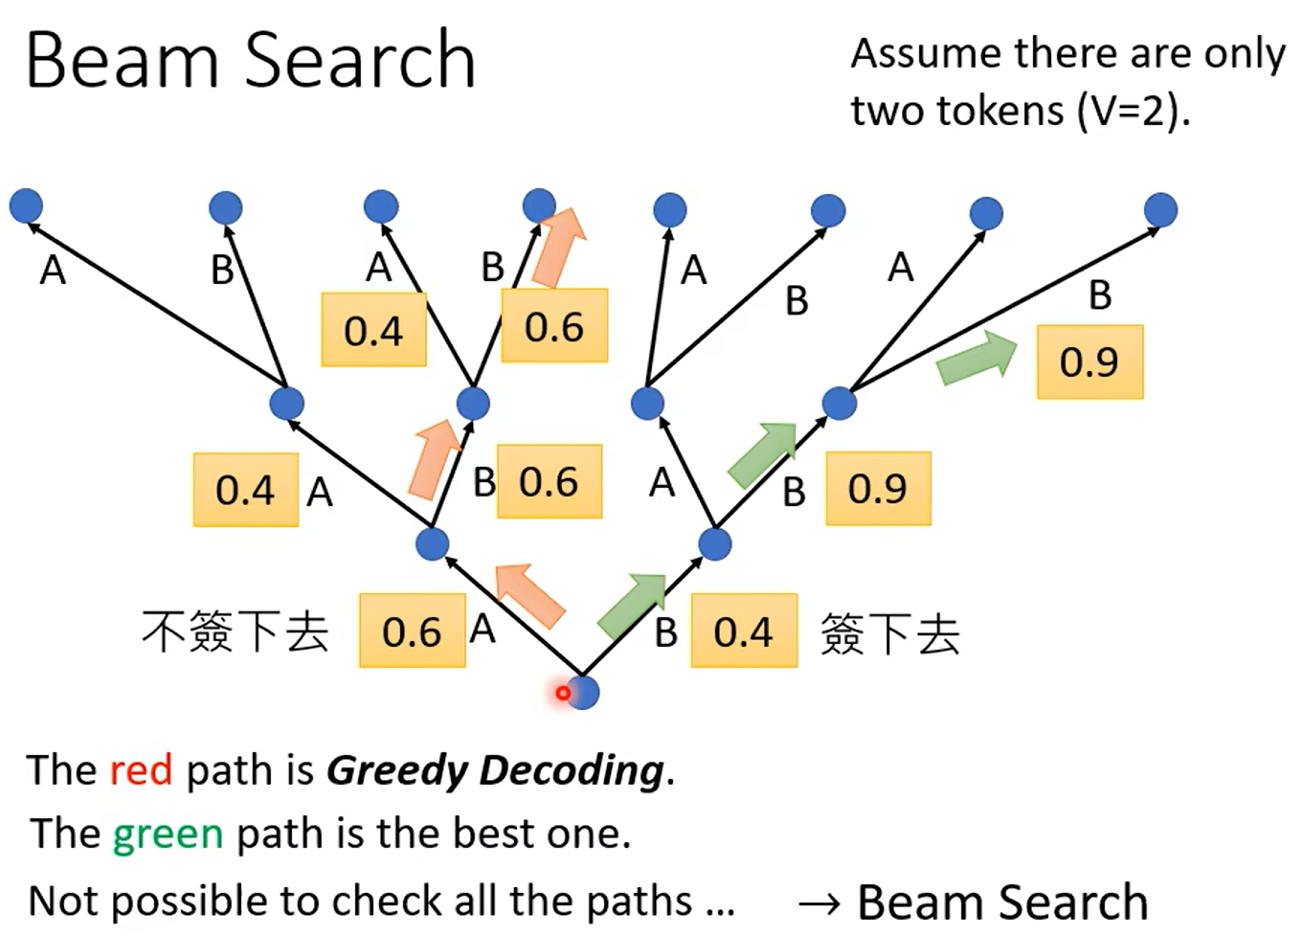 Beam Search
Assume there are only
two tokens (V=2).
A
B
A
B
A
B
A
B
0.4
0.6
0.9
0.4
A
B
0.6
A
B
0.9
不簽下去
0.6
A
B
0.4
簽下去
The red path is Greedy Decoding.
The green path is the best one.
Not possible to check all the paths ...
→ Beam Search